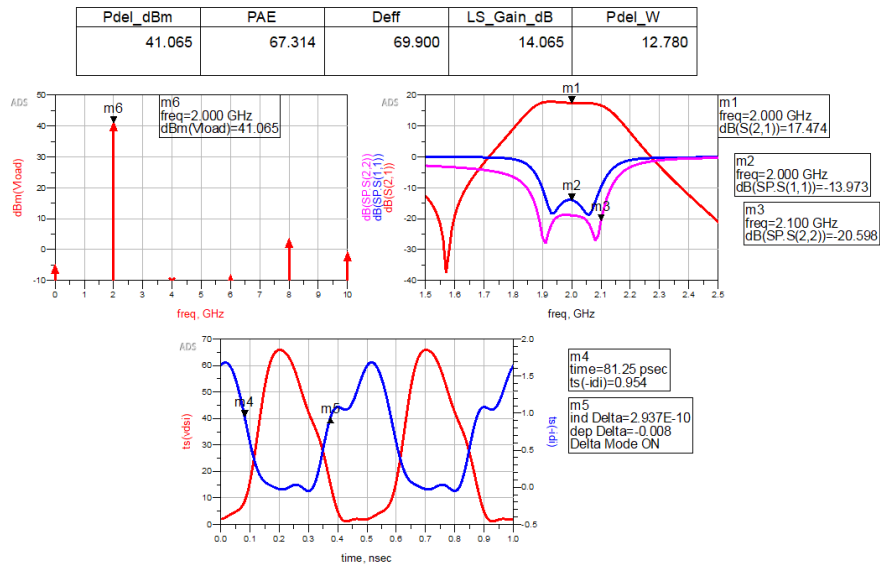 Pdel_dBm PAE Deff LS_Gain_dB Pdel_W
41.065 67.314 69.900 14.065 12.780
ADS
dBm(Vload)
50
40
30
20
10
0
-10
m6
m6
freq=2.000 GHz
dBm(Vload)=41.065
0 2 4 6 8 10
freq, GHz
ADS
dB(SP.S(2,2))
dB(SP.S(1,1))
dB(S(2,1))
20
10
0
-10
-20
-30
-40
m1
m2
m3
1.5 1.6 1.7 1.8 1.9 2.0 2.1 2.2 2.3 2.4 2.5
freq, GHz
m1
freq=2.000 GHz
dB(S(2,1))=17.474
m2
freq=2.000 GHz
dB(SP.S(1,1))=-13.973
m3
freq=2.100 GHz
dB(SP.S(2,2))=-20.598
ADS
ts(vdsi)
70
60
50
40
30
20
10
0
m4
m5
2.0
1.5
1.0
0.5
0.0
-0.5
ts(-idi)
0.0 0.1 0.2 0.3 0.4 0.5 0.6 0.7 0.8 0.9 1.0
time, nsec
m4
time=81.25 psec
ts(-idi)=0.954
m5
ind Delta=2.937E-10
dep Delta=-0.008
Delta Mode ON